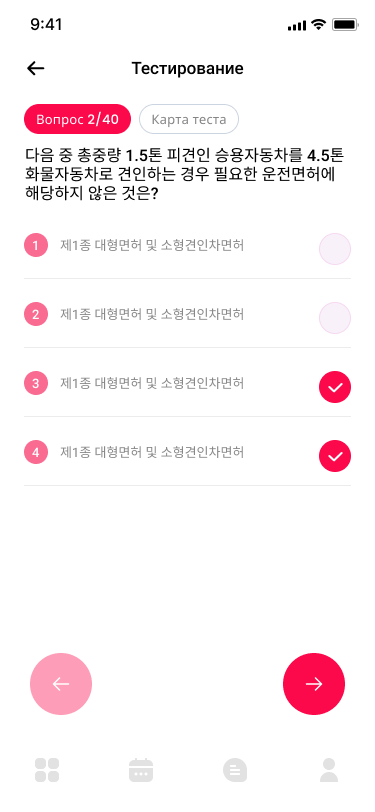 9:41
Тестирование
Вопрос 2/40 Карта теста
다음 중 총중량 1.5톤 피견인 승용자동차를 4.5톤
화물자동차로 견인하는 경우 필요한 운전면허에
해당하지 않은 것은?
1 제1종 대형면허 및 소형견인차면허
2 제1종 대형면허 및 소형견인차면허
3 제1종 대형면허 및 소형견인차면허
4 제1종 대형면허 및 소형견인차면허